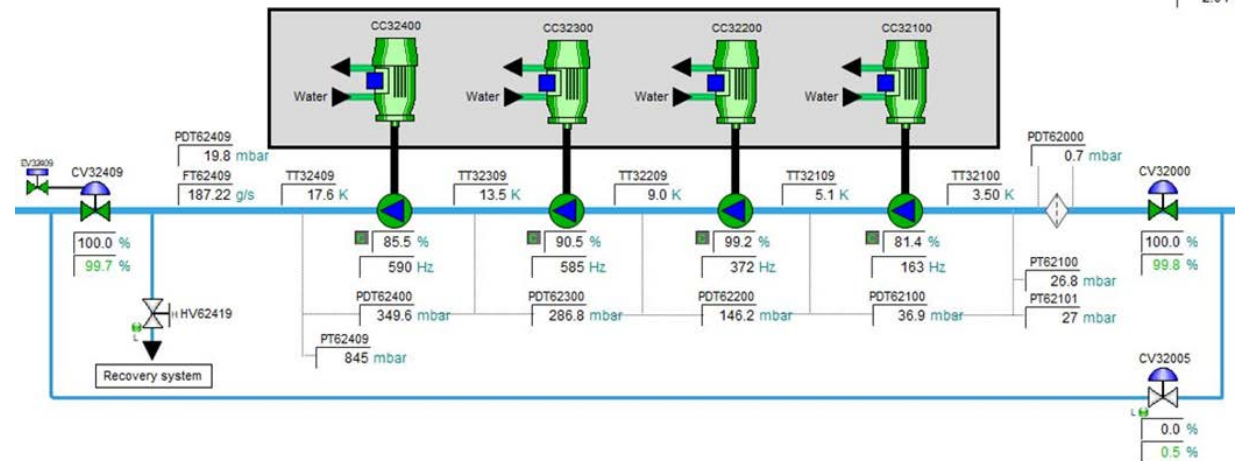 CC32400 CC32300 CC32200 CC32100
Water Water Water Water
PDT62409
19.8 mbar
PDT62000
0.7 mbar
CV32409
FT62409
187.22 g/s
TT32409
17.6 K
TT32309
13.5 K
TT32209
9.0 K
TT32109
5.1 K
TT32100
3.50 K
CV32000
100.0 %
99.7 %
C 85.5 %
590 Hz
C 90.5 %
585 Hz
C 99.2 %
372 Hz
C 81.4 %
163 Hz
100.0 %
99.8 %
PT62100
26.8 mbar
PT62101
27 mbar
PDT62400
349.6 mbar
PDT62300
286.8 mbar
PDT62200
146.2 mbar
PDT62100
36.9 mbar
H HV62419
L
PT62409
845 mbar
Recovery system
CV32005
L
0.0 %
0.5 %